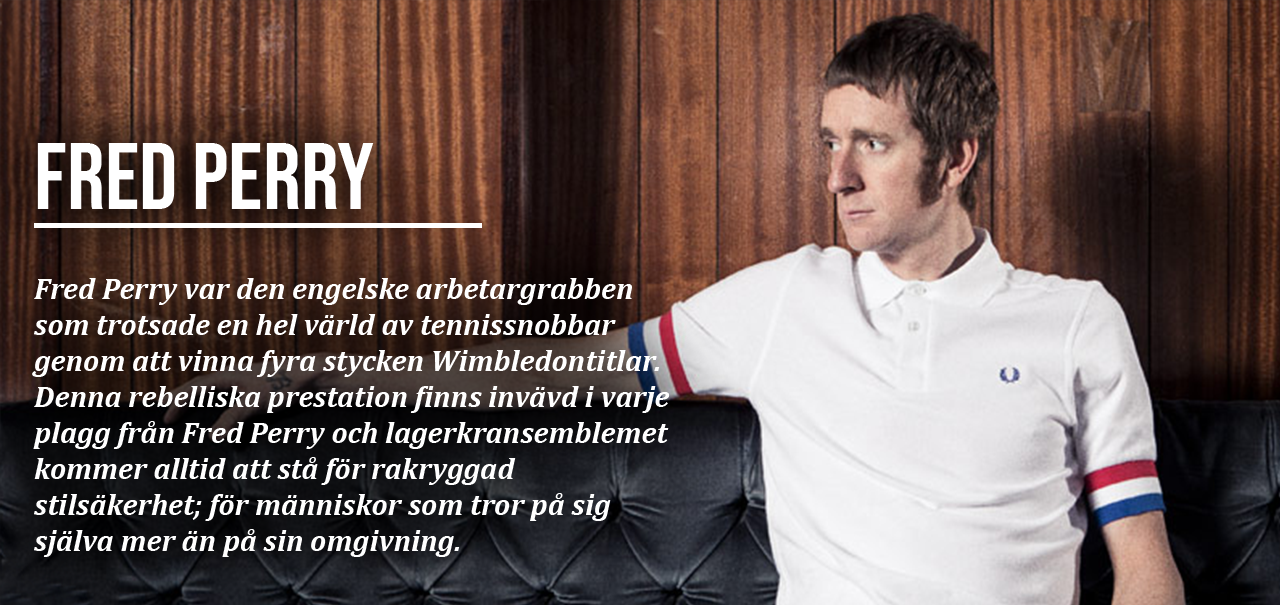 FRED PERRY
Fred Perry var den engelske arbetargrabben
som trotsade en hel värld av tennissnobbar
genom att vinna fyra stycken Wimbledontitlar.
Denna rebelliska prestation finns invävd i varje
plagg från Fred Perry och lagerkransemblemet
kommer alltid att stå för rakryggad
stilsäkerhet; för människor som tror på sig
själva mer än på sin omgivning.